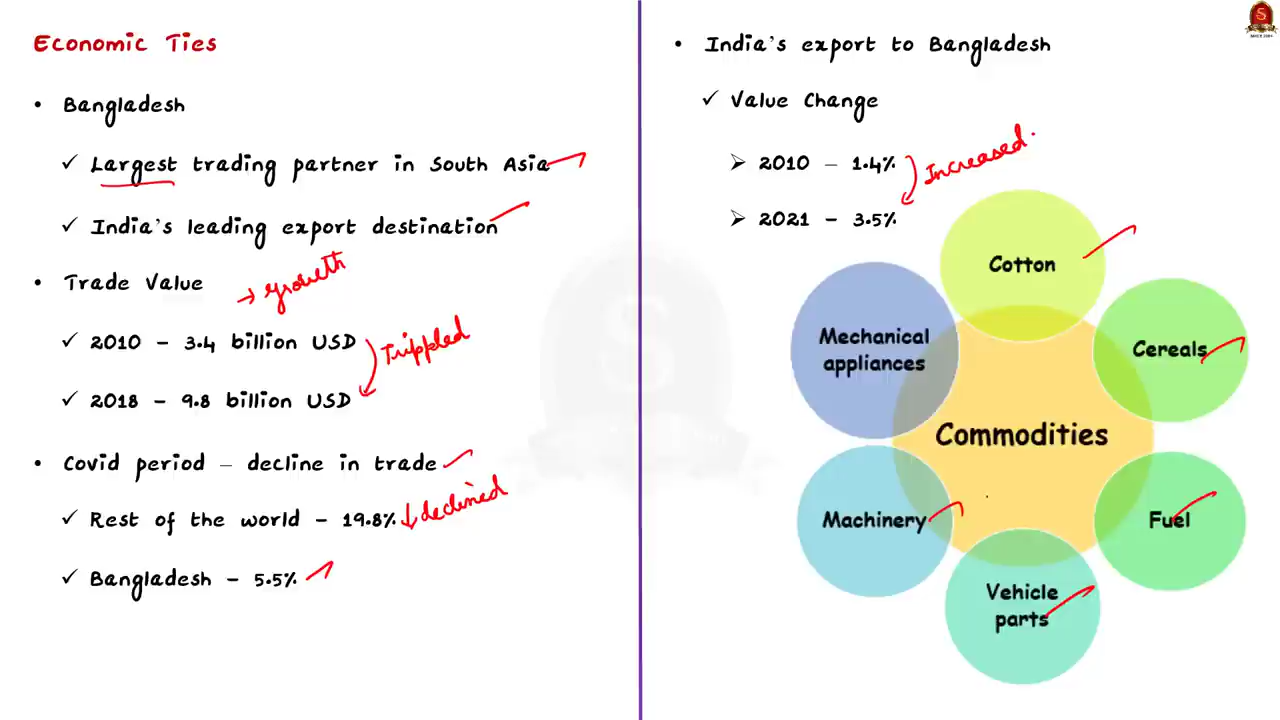 Economic Ties
• Bangladesh
✓ Largest trading partner in South Asia
✓ India's leading export destination
• Trade Value
→ growth
✓ 2010 - 3.4 billion USD
Trippled
✓ 2018 - 9.8 billion USD
• Covid period – decline in trade
✓ Rest of the world - 19.8% ↓ declined
✓ Bangladesh - 5.5%
• India's export to Bangladesh
✓ Value Change
➢ 2010 – 1.4%
Increased
➢ 2021 - 3.5%
Cotton
Mechanical
appliances
Cereals
Commodities
Machinery
Fuel
Vehicle
parts
S